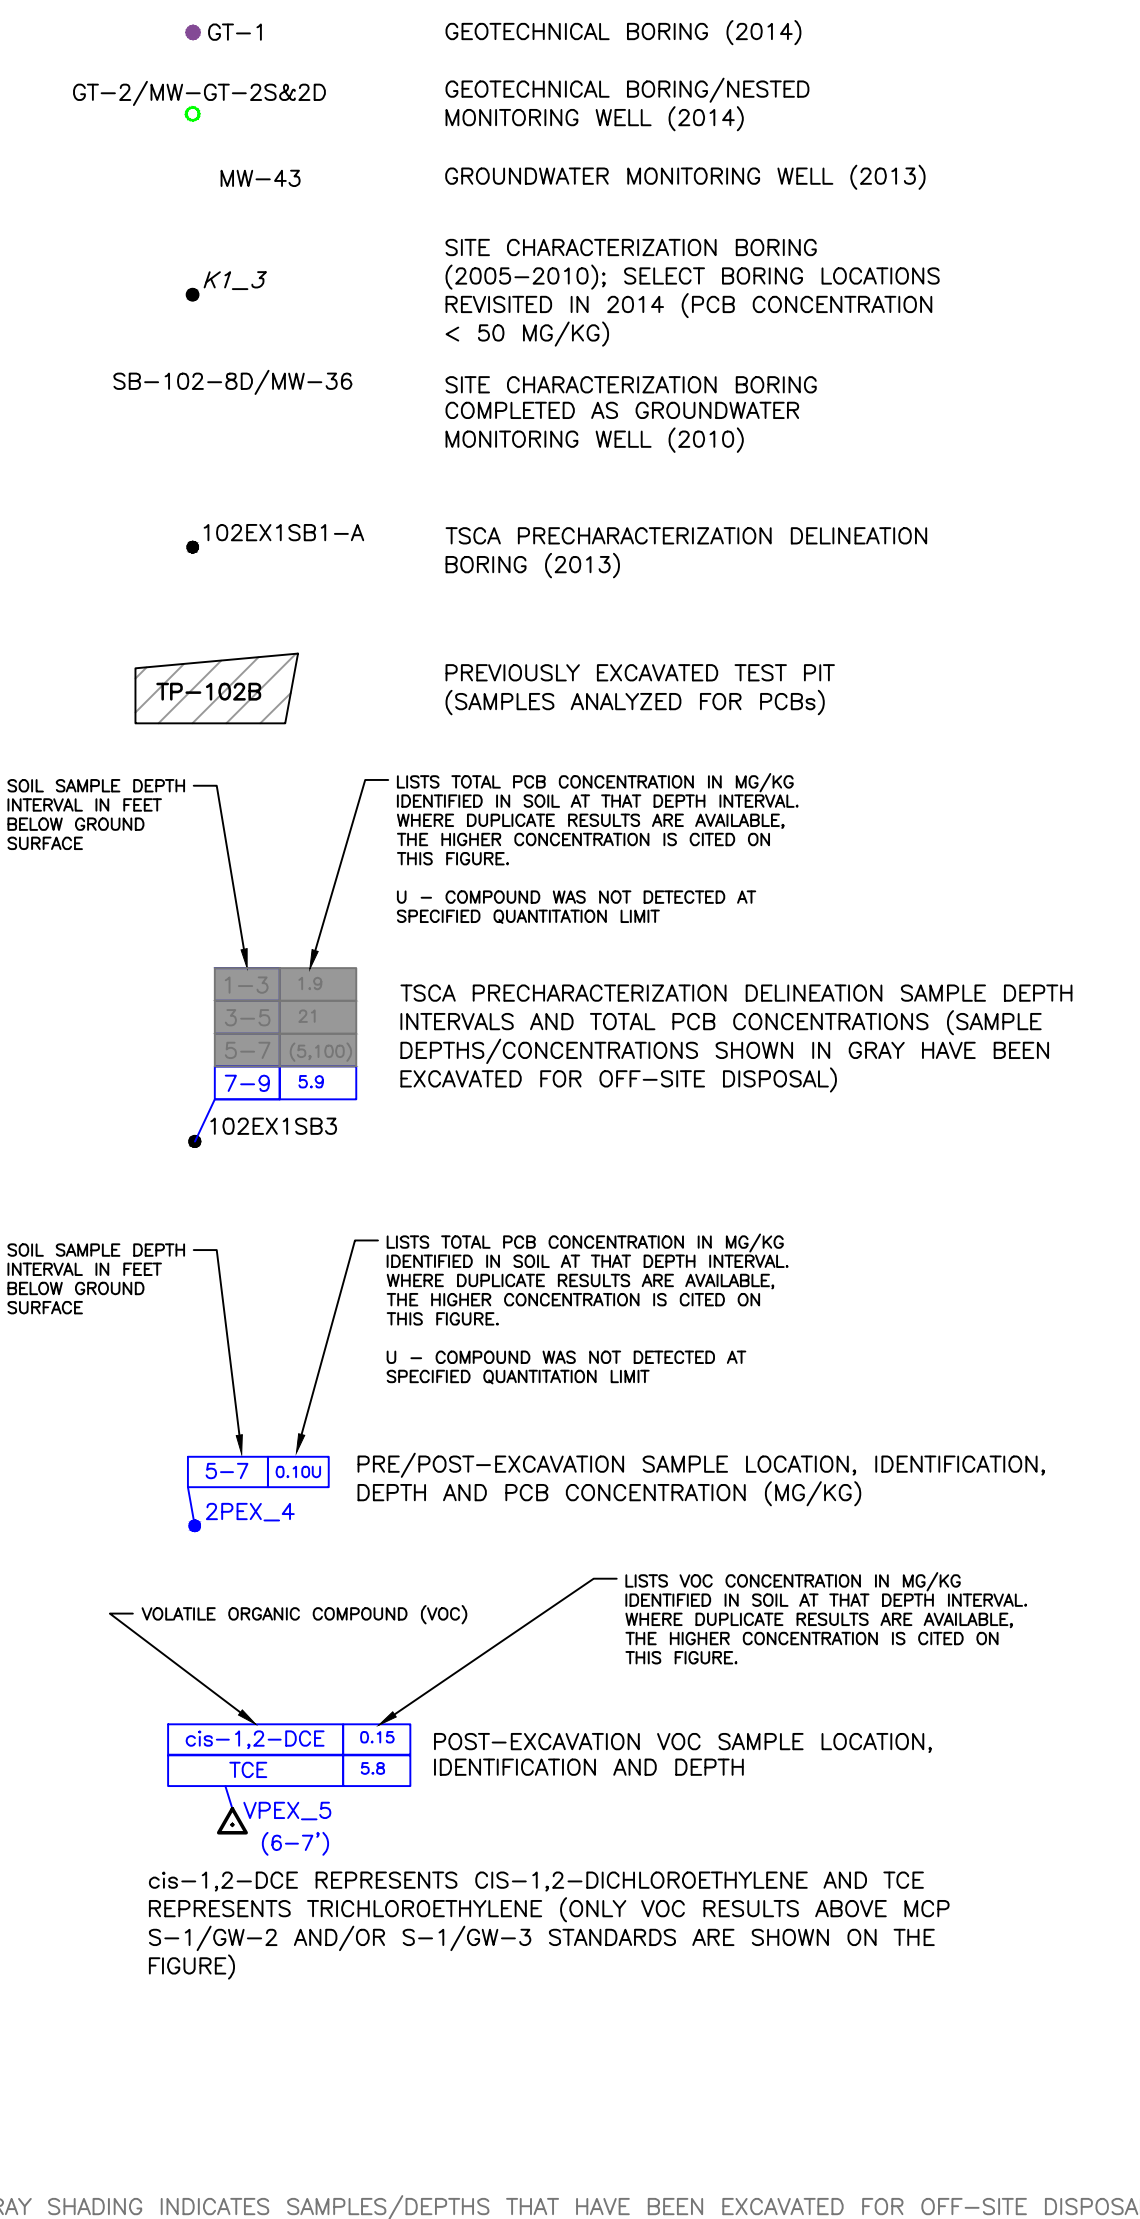 GT-1 GEOTECHNICAL BORING (2014)
GT-2/MW-GT-2S&2D
GEOTECHNICAL BORING/NESTED
MONITORING WELL (2014)
MW-43 GROUNDWATER MONITORING WELL (2013)
K1_3
SITE CHARACTERIZATION BORING
(2005-2010); SELECT BORING LOCATIONS
REVISITED IN 2014 (PCB CONCENTRATION
< 50 MG/KG)
SB-102-8D/MW-36
SITE CHARACTERIZATION BORING
COMPLETED AS GROUNDWATER
MONITORING WELL (2010)
102EX1SB1-A
TSCA PRECHARACTERIZATION DELINEATION
BORING (2013)
TP-102B
PREVIOUSLY EXCAVATED TEST PIT
(SAMPLES ANALYZED FOR PCBs)
SOIL SAMPLE DEPTH
INTERVAL IN FEET
BELOW GROUND
SURFACE
LISTS TOTAL PCB CONCENTRATION IN MG/KG
IDENTIFIED IN SOIL AT THAT DEPTH INTERVAL.
WHERE DUPLICATE RESULTS ARE AVAILABLE,
THE HIGHER CONCENTRATION IS CITED ON
THIS FIGURE.
U - COMPOUND WAS NOT DETECTED AT
SPECIFIED QUANTITATION LIMIT
1-3 1.9
3-5 21
5-7 (5,100)
7-9 5.9
102EX1SB3
TSCA PRECHARACTERIZATION DELINEATION SAMPLE DEPTH
INTERVALS AND TOTAL PCB CONCENTRATIONS (SAMPLE
DEPTHS/CONCENTRATIONS SHOWN IN GRAY HAVE BEEN
EXCAVATED FOR OFF-SITE DISPOSAL)
SOIL SAMPLE DEPTH
INTERVAL IN FEET
BELOW GROUND
SURFACE
LISTS TOTAL PCB CONCENTRATION IN MG/KG
IDENTIFIED IN SOIL AT THAT DEPTH INTERVAL.
WHERE DUPLICATE RESULTS ARE AVAILABLE,
THE HIGHER CONCENTRATION IS CITED ON
THIS FIGURE.
U - COMPOUND WAS NOT DETECTED AT
SPECIFIED QUANTITATION LIMIT
5-7 0.10U
2PEX_4
PRE/POST-EXCAVATION SAMPLE LOCATION, IDENTIFICATION,
DEPTH AND PCB CONCENTRATION (MG/KG)
VOLATILE ORGANIC COMPOUND (VOC)
LISTS VOC CONCENTRATION IN MG/KG
IDENTIFIED IN SOIL AT THAT DEPTH INTERVAL.
WHERE DUPLICATE RESULTS ARE AVAILABLE,
THE HIGHER CONCENTRATION IS CITED ON
THIS FIGURE.
cis-1,2-DCE 0.15
TCE 5.8
VPEX_5
(6-7')
POST-EXCAVATION VOC SAMPLE LOCATION,
IDENTIFICATION AND DEPTH
cis-1,2-DCE REPRESENTS CIS-1,2-DICHLOROETHYLENE AND TCE
REPRESENTS TRICHLOROETHYLENE (ONLY VOC RESULTS ABOVE MCP
S-1/GW-2 AND/OR S-1/GW-3 STANDARDS ARE SHOWN ON THE
FIGURE)
RAY SHADING INDICATES SAMPLES/DEPTHS THAT HAVE BEEN EXCAVATED FOR OFF-SITE DISPOSA